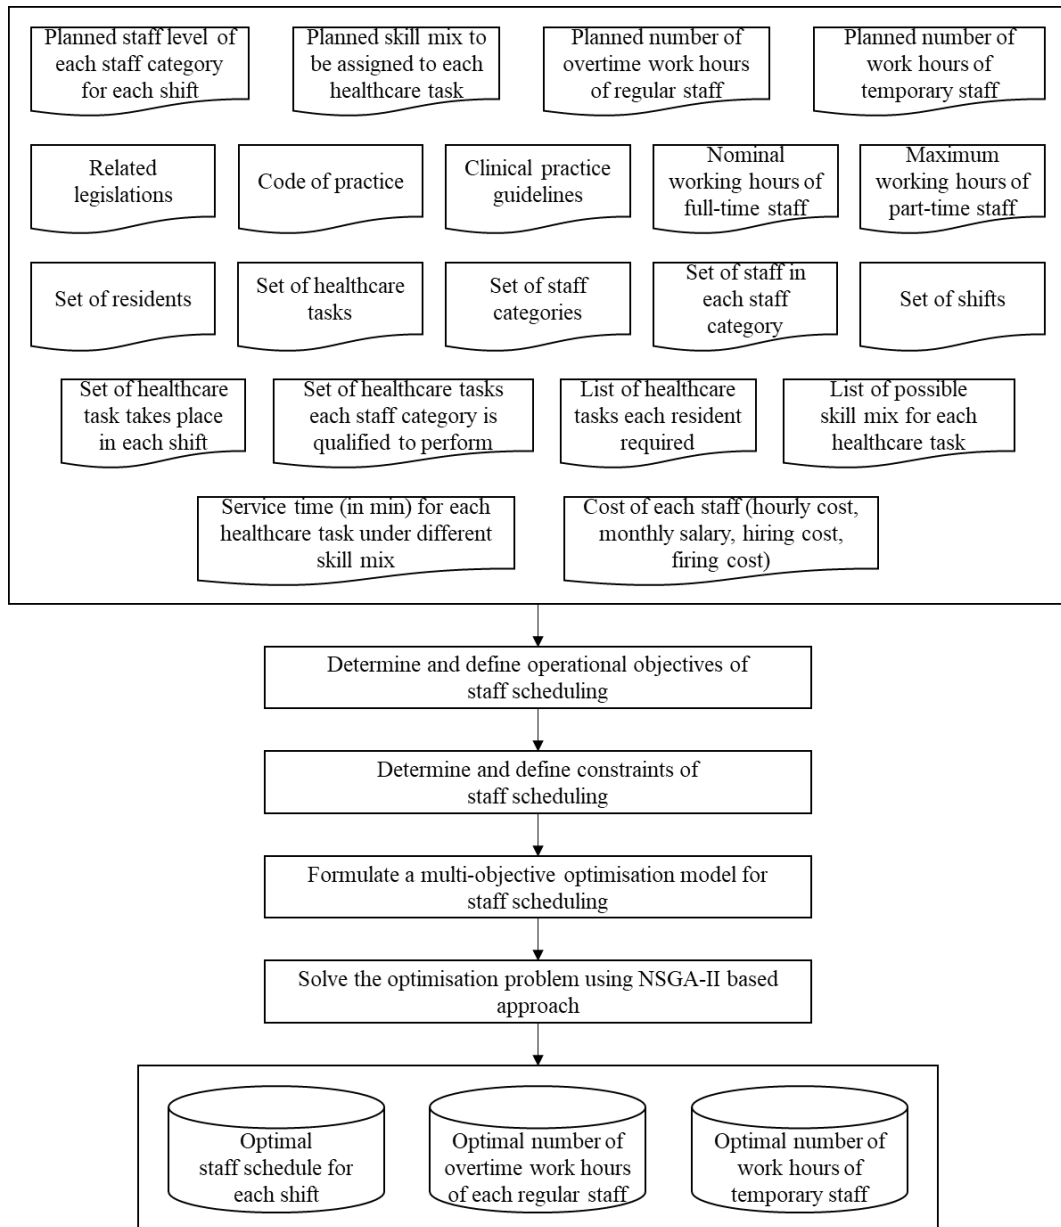 Planned staff level of
each staff category
for each shift
Planned skill mix to
be assigned to each
healthcare task
Planned number of
overtime work hours
of regular staff
Planned number of
work hours of
temporary staff
Related
legislations
Code of practice
Clinical practice
guidelines
Nominal
working hours of
full-time staff
Maximum
working hours of
part-time staff
Set of residents
Set of healthcare
tasks
Set of staff
categories
Set of staff in
each staff
category
Set of shifts
Set of healthcare
task takes place
in each shift
Set of healthcare tasks
each staff category is
qualified to perform
List of healthcare
tasks each resident
required
List of possible
skill mix for each
healthcare task
Service time (in min) for each
healthcare task under different
skill mix
Cost of each staff (hourly cost,
monthly salary, hiring cost,
firing cost)
Determine and define operational objectives of
staff scheduling
Determine and define constraints of
staff scheduling
Formulate a multi-objective optimisation model for
staff scheduling
Solve the optimisation problem using NSGA-II based
approach
Optimal
staff schedule for
each shift
Optimal number of
overtime work hours
of each regular staff
Optimal number of
work hours of
temporary staff